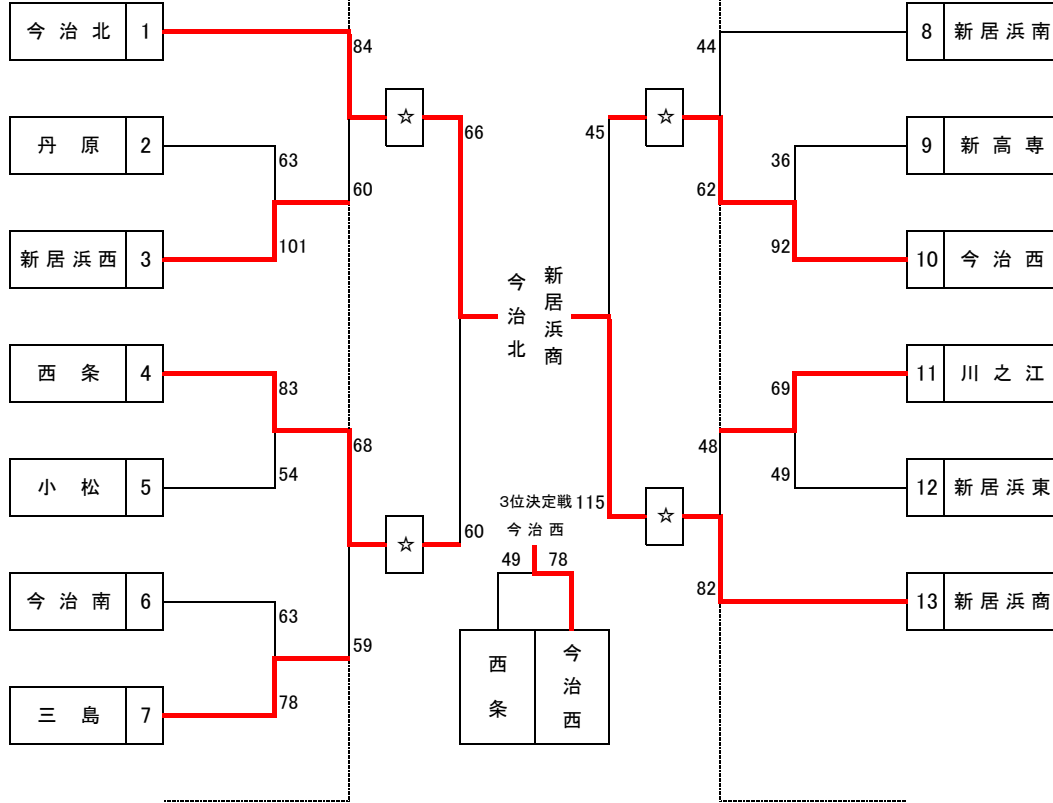 今治北 1
84
☆
66
丹原 2
63
60
新居浜西 3
101
西条 4
83
68
小松 5
54
☆
60
今治南 6
63
59
三島 7
78
今治北
新居浜商
44
8 新居浜南
☆
45
9 新高専
36
62
10 今治西
92
11 川之江
69
48
12 新居浜東
49
☆
115
13 新居浜商
82
3位決定戦
今治西
49 78
西条
今治西